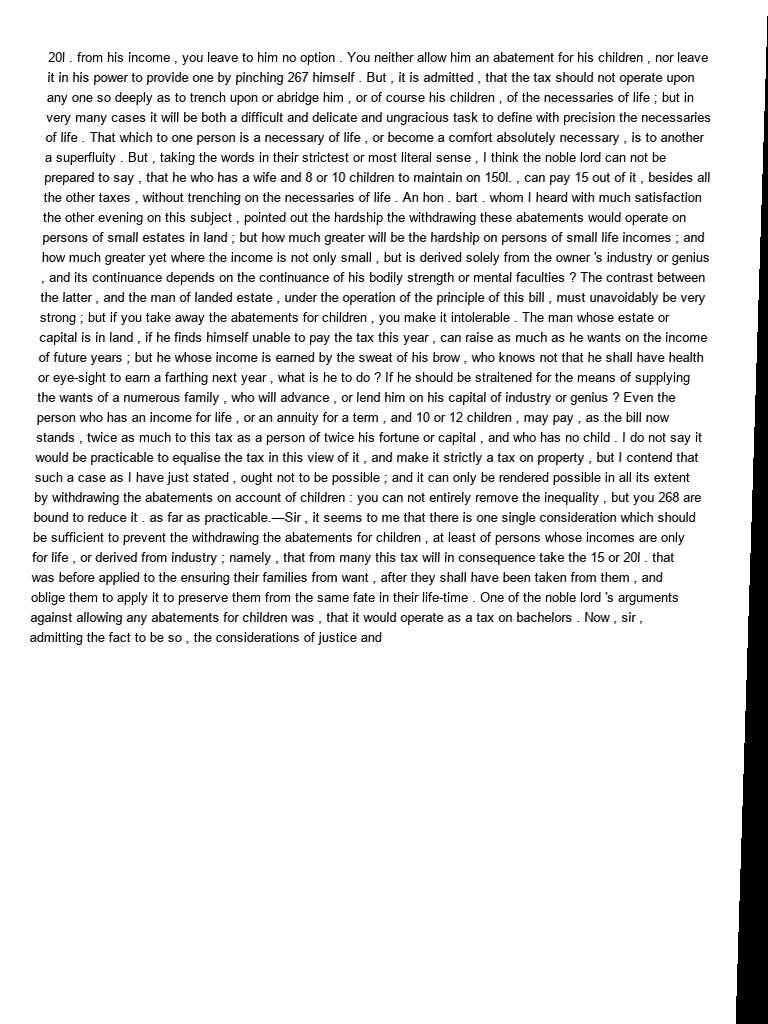 20l . from his income , you leave to him no option . You neither allow him an abatement for his children , nor leave
it in his power to provide one by pinching 267 himself . But , it is admitted , that the tax should not operate upon
any one so deeply as to trench upon or abridge him , or of course his children , of the necessaries of life ; but in
very many cases it will be both a difficult and delicate and ungracious task to define with precision the necessaries
of life . That which to one person is a necessary of life , or become a comfort absolutely necessary , is to another
a superfluity . But , taking the words in their strictest or most literal sense , I think the noble lord can not be
prepared to say , that he who has a wife and 8 or 10 children to maintain on 150l. , can pay 15 out of it , besides all
the other taxes , without trenching on the necessaries of life . An hon . bart . whom I heard with much satisfaction
the other evening on this subject , pointed out the hardship the withdrawing these abatements would operate on
persons of small estates in land ; but how much greater will be the hardship on persons of small life incomes ; and
how much greater yet where the income is not only small , but is derived solely from the owner 's industry or genius
, and its continuance depends on the continuance of his bodily strength or mental faculties ? The contrast between
the latter , and the man of landed estate , under the operation of the principle of this bill , must unavoidably be very
strong ; but if you take away the abatements for children , you make it intolerable . The man whose estate or
capital is in land , if he finds himself unable to pay the tax this year , can raise as much as he wants on the income
of future years ; but he whose income is earned by the sweat of his brow , who knows not that he shall have health
or eye-sight to earn a farthing next year , what is he to do ? If he should be straitened for the means of supplying
the wants of a numerous family , who will advance , or lend him on his capital of industry or genius ? Even the
person who has an income for life , or an annuity for a term , and 10 or 12 children , may pay , as the bill now
stands , twice as much to this tax as a person of twice his fortune or capital , and who has no child . I do not say it
would be practicable to equalise the tax in this view of it , and make it strictly a tax on property , but I contend that
such a case as I have just stated , ought not to be possible ; and it can only be rendered possible in all its extent
by withdrawing the abatements on account of children : you can not entirely remove the inequality , but you 268 are
bound to reduce it . as far as practicable.—Sir , it seems to me that there is one single consideration which should
be sufficient to prevent the withdrawing the abatements for children , at least of persons whose incomes are only
for life , or derived from industry ; namely , that from many this tax will in consequence take the 15 or 20l . that
was before applied to the ensuring their families from want , after they shall have been taken from them , and
oblige them to apply it to preserve them from the same fate in their life-time . One of the noble lord 's arguments
against allowing any abatements for children was , that it would operate as a tax on bachelors . Now , sir ,
admitting the fact to be so , the considerations of justice and